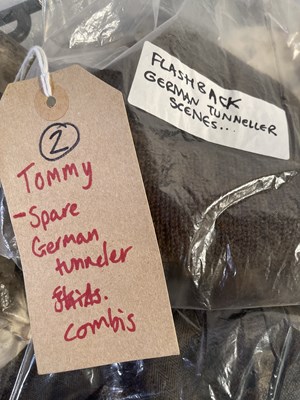 2
Tommy
- Spare
German
tunneler
combis
FLASHBACK
GERMAN TUNNELLER
SCENES...